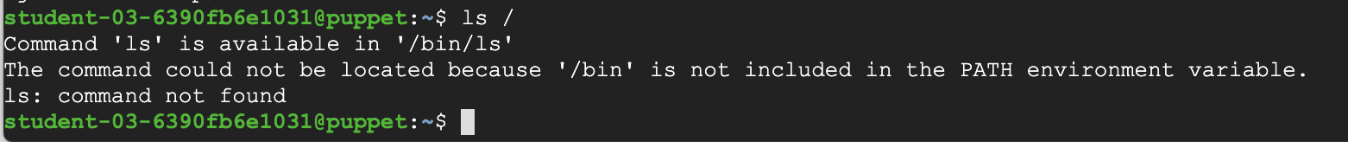 student-03-6390fb6e1031@puppet:~$ ls /
Command 'ls' is available in '/bin/ls'
The command could not be located because '/bin' is not included in the PATH environment variable.
ls: command not found
student-03-6390fb6e1031@puppet:~$